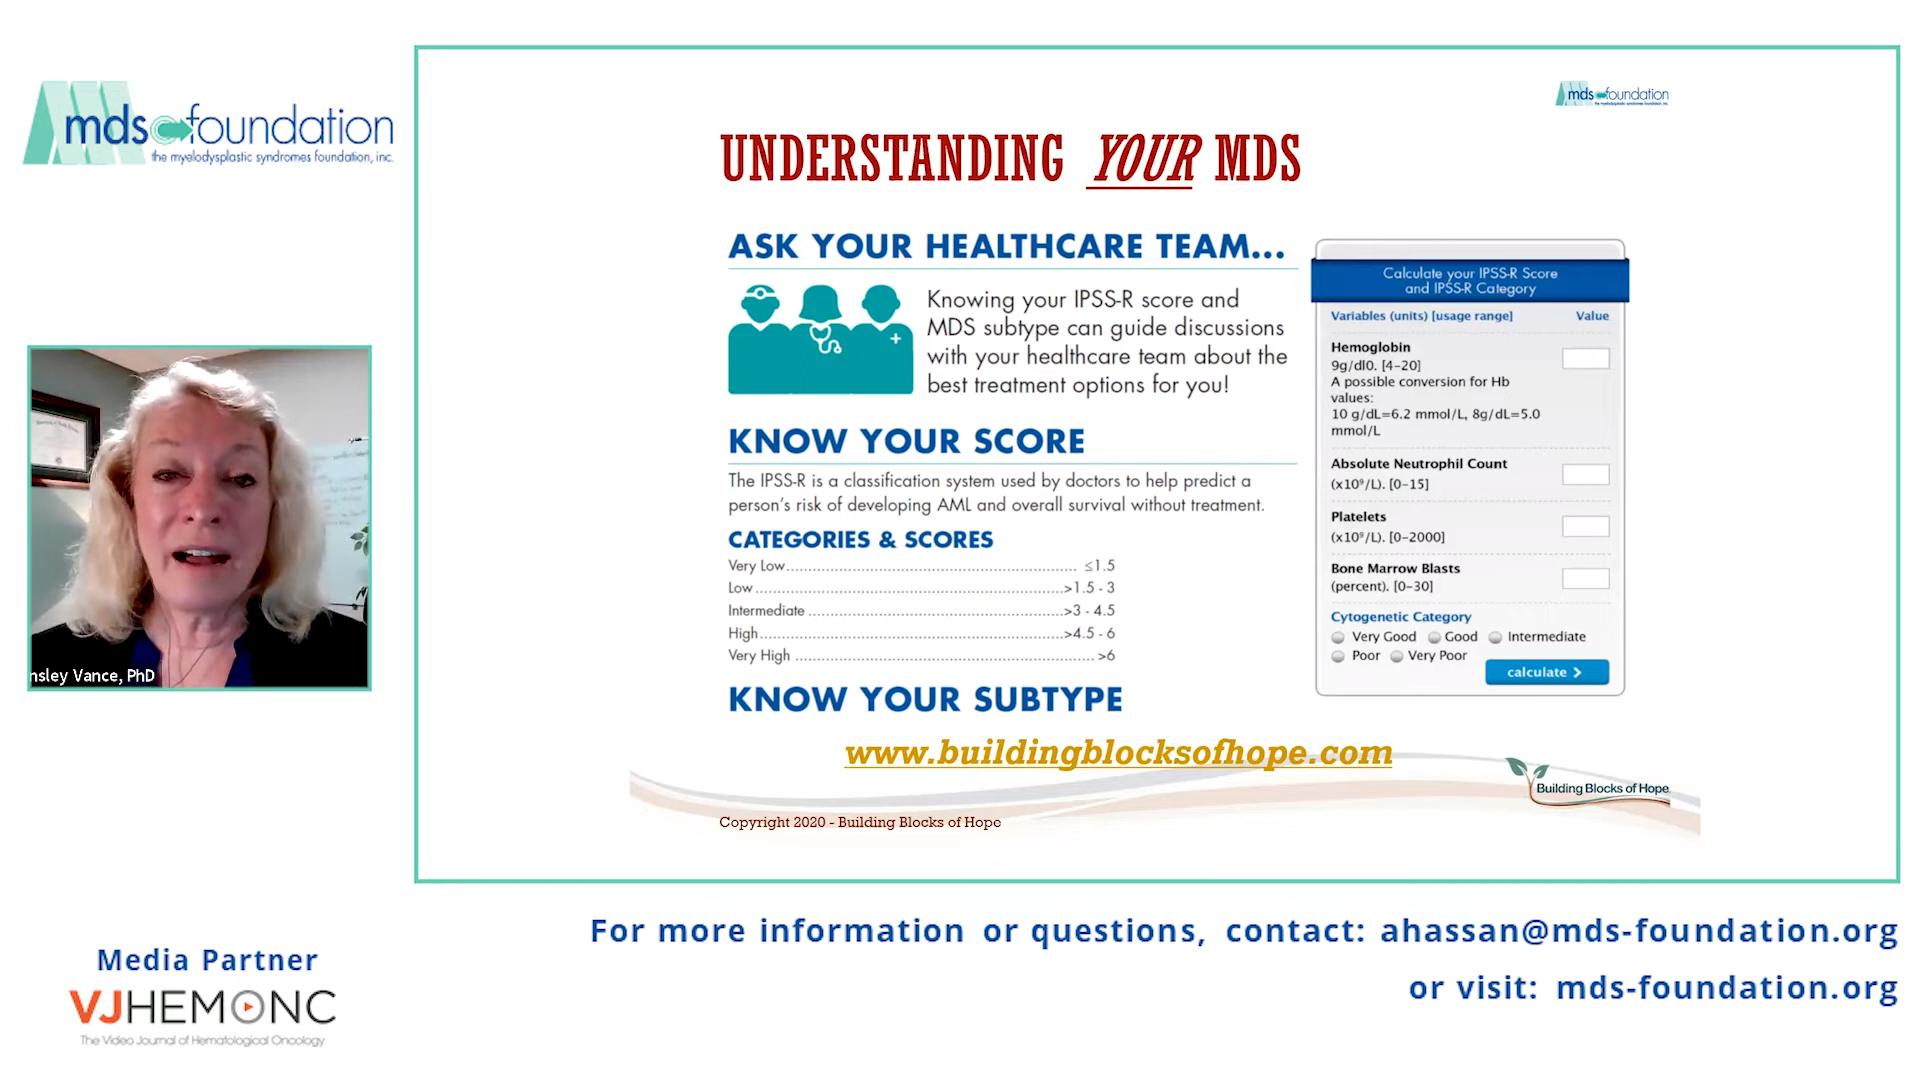 mds foundation
the myelodysplastic syndromes foundation, inc.
mds foundation
the myelodysplastic syndromes foundation, inc.
UNDERSTANDING YOUR MDS
ASK YOUR HEALTHCARE TEAM...
Knowing your IPSS-R score and
MDS subtype can guide discussions
with your healthcare team about the
best treatment options for you!
KNOW YOUR SCORE
The IPSS-R is a classification system used by doctors to help predict a
person's risk of developing AML and overall survival without treatment.
CATEGORIES & SCORES
Very Low ≤1.5
Low >1.5 - 3
Intermediate >3 - 4.5
High >4.5 - 6
Very High >6
KNOW YOUR SUBTYPE
Calculate your IPSS-R Score
and IPSS-R Category
Variables (units) [usage range] Value
Hemoglobin
9g/dl0. [4-20]
A possible conversion for Hb
values:
10 g/dL=6.2 mmol/L, 8g/dL=5.0
mmol/L
Absolute Neutrophil Count
(x10⁹/L). [0-15]
Platelets
(x10⁹/L). [0-2000]
Bone Marrow Blasts
(percent). [0-30]
Cytogenetic Category
Very Good Good Intermediate
Poor Very Poor
calculate >
www.buildingblocksofhope.com
Building Blocks of Hope
Copyright 2020 - Building Blocks of Hope
nsley Vance, PhD
For more information or questions, contact: ahassan@mds-foundation.org
or visit: mds-foundation.org
Media Partner
VJHEMONC
The Video Journal of Hematological Oncology